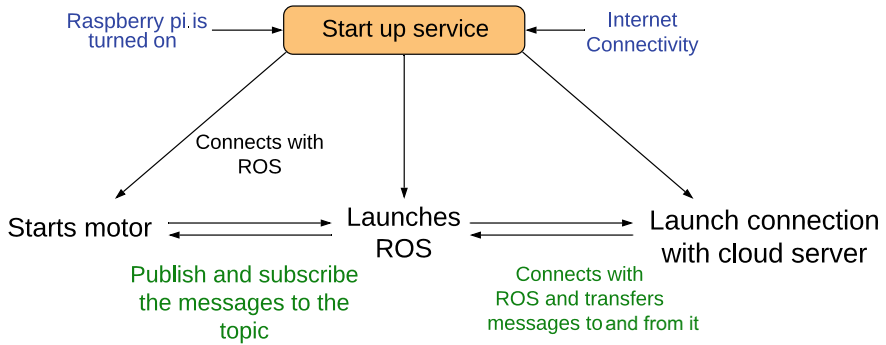 Raspberry pi is
turned on
Start up service
Internet
Connectivity
Connects with
ROS
Starts motor
Launches
ROS
Launch connection
with cloud server
Publish and subscribe
the messages to the
topic
Connects with
ROS and transfers
messages to and from it